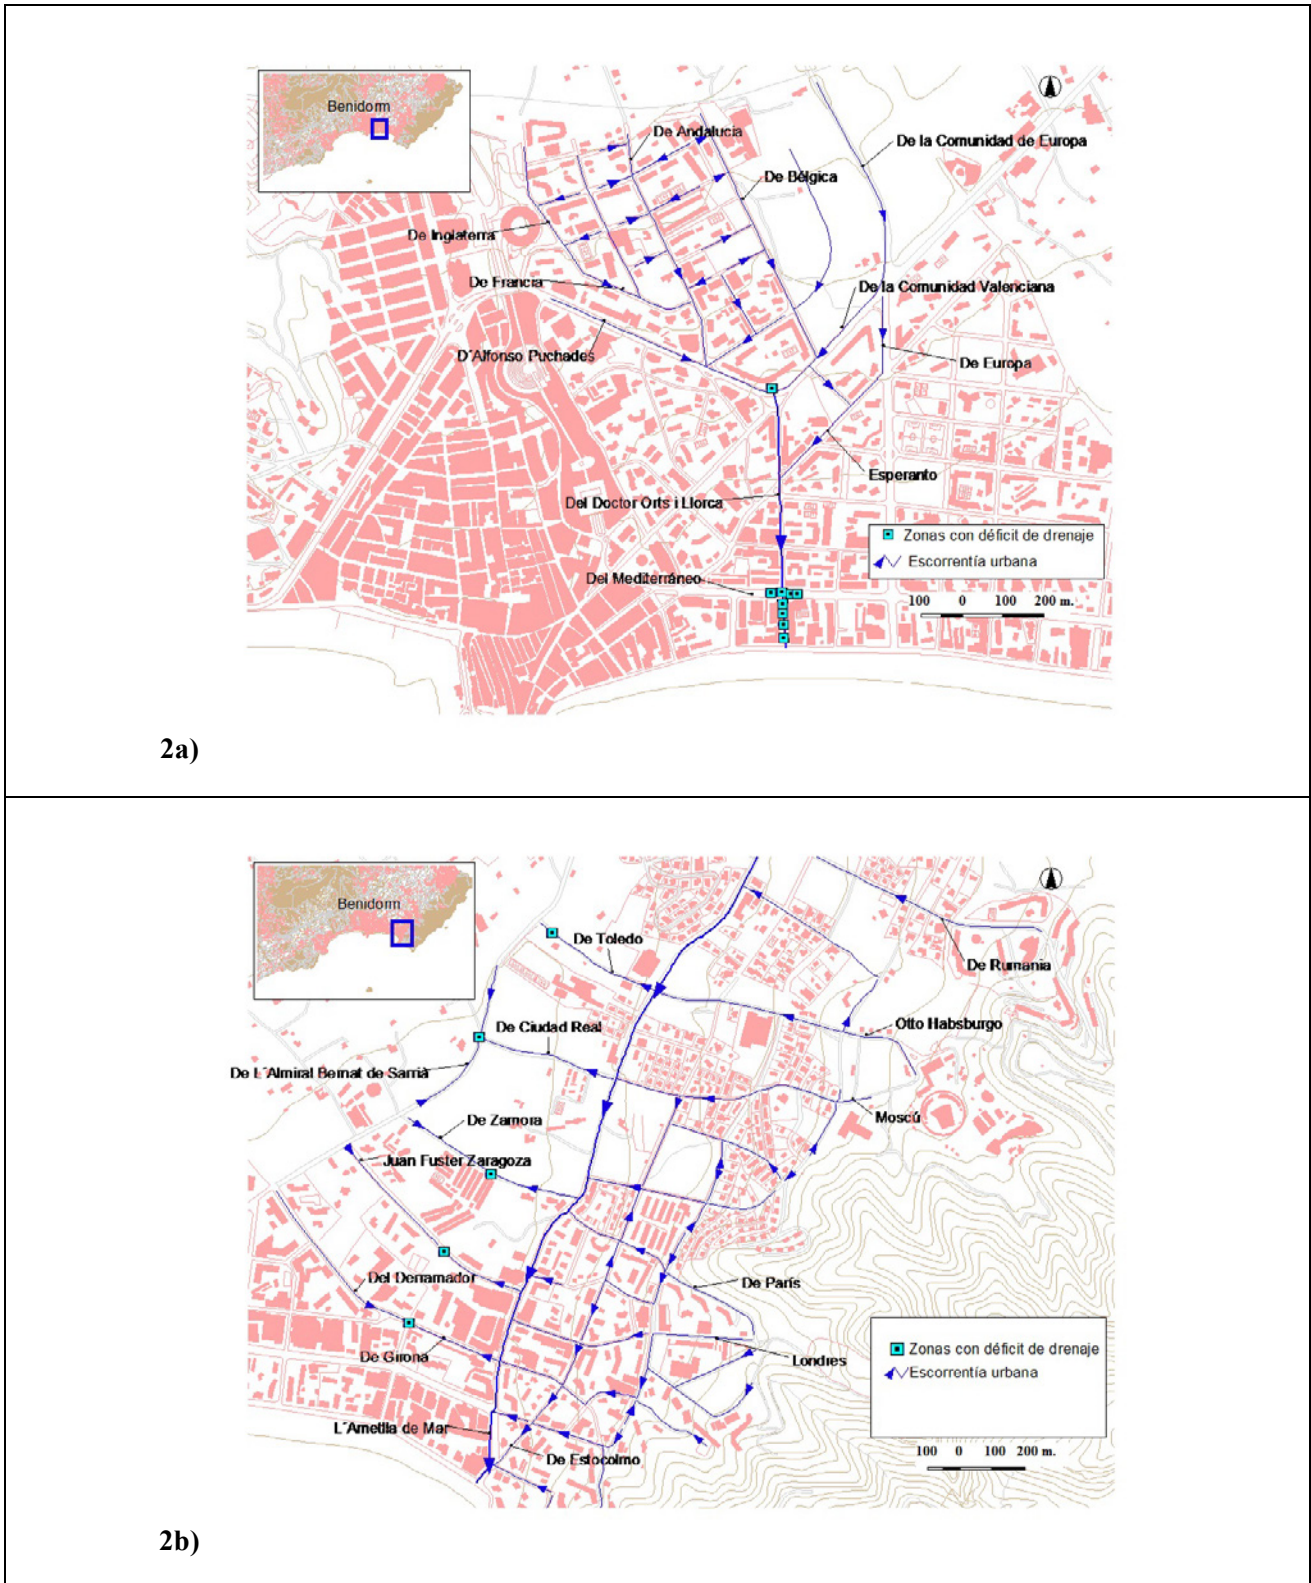 Benidorm
De Andalucía
De la Comunidad de Europa
De Bélgica
De Inglaterra
De Francia
De la Comunidad Valenciana
D´Alfonso Puchades
De Europa
Esperanto
Del Doctor Orts i Llorca
Zonas con déficit de drenaje
Escorrentía urbana
Del Mediterráneo
100 0 100 200 m.
2a)
Benidorm
De Toledo
De Rumania
De Ciudad Real
Otto Habsburgo
De L´Almiral Bernat de Sarrià
De Zamora
Moscú
Juan Fuster Zaragoza
Del Derramador
De París
De Girona
Londres
Zonas con déficit de drenaje
Escorrentía urbana
L´Ametlla de Mar
De Estocolmo
100 0 100 200 m.
2b)